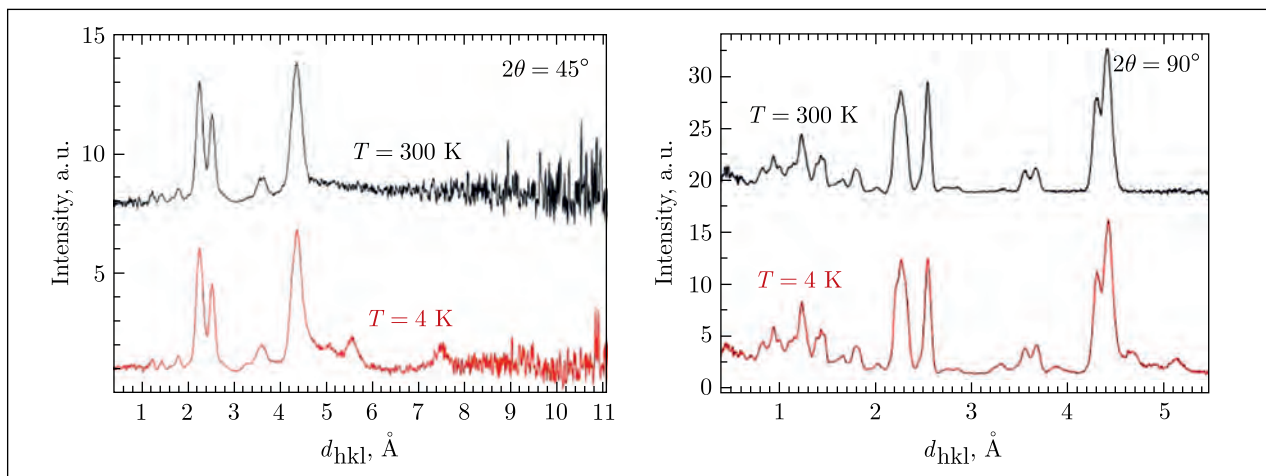 15
10
5
Intensity, a. u.
2θ = 45°
T = 300 K
T = 4 K
1 2 3 4 5 6 7 8 9 10 11
d_hkl, Å
30
25
20
15
10
5
0
Intensity, a. u.
2θ = 90°
T = 300 K
T = 4 K
1 2 3 4 5
d_hkl, Å